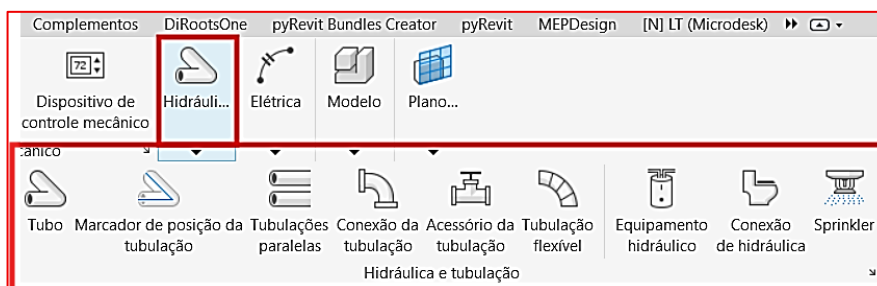 Complementos DiRootsOne pyRevit Bundles Creator pyRevit MEPDesign [N] LT (Microdesk)
72
Dispositivo de controle mecânico
Hidráuli...
Elétrica
Modelo
Plano...
cânico
Tubo
Marcador de posição da tubulação
Tubulações paralelas
Conexão da tubulação
Acessório da tubulação
Tubulação flexível
Equipamento hidráulico
Conexão de hidráulica
Sprinkler
Hidráulica e tubulação